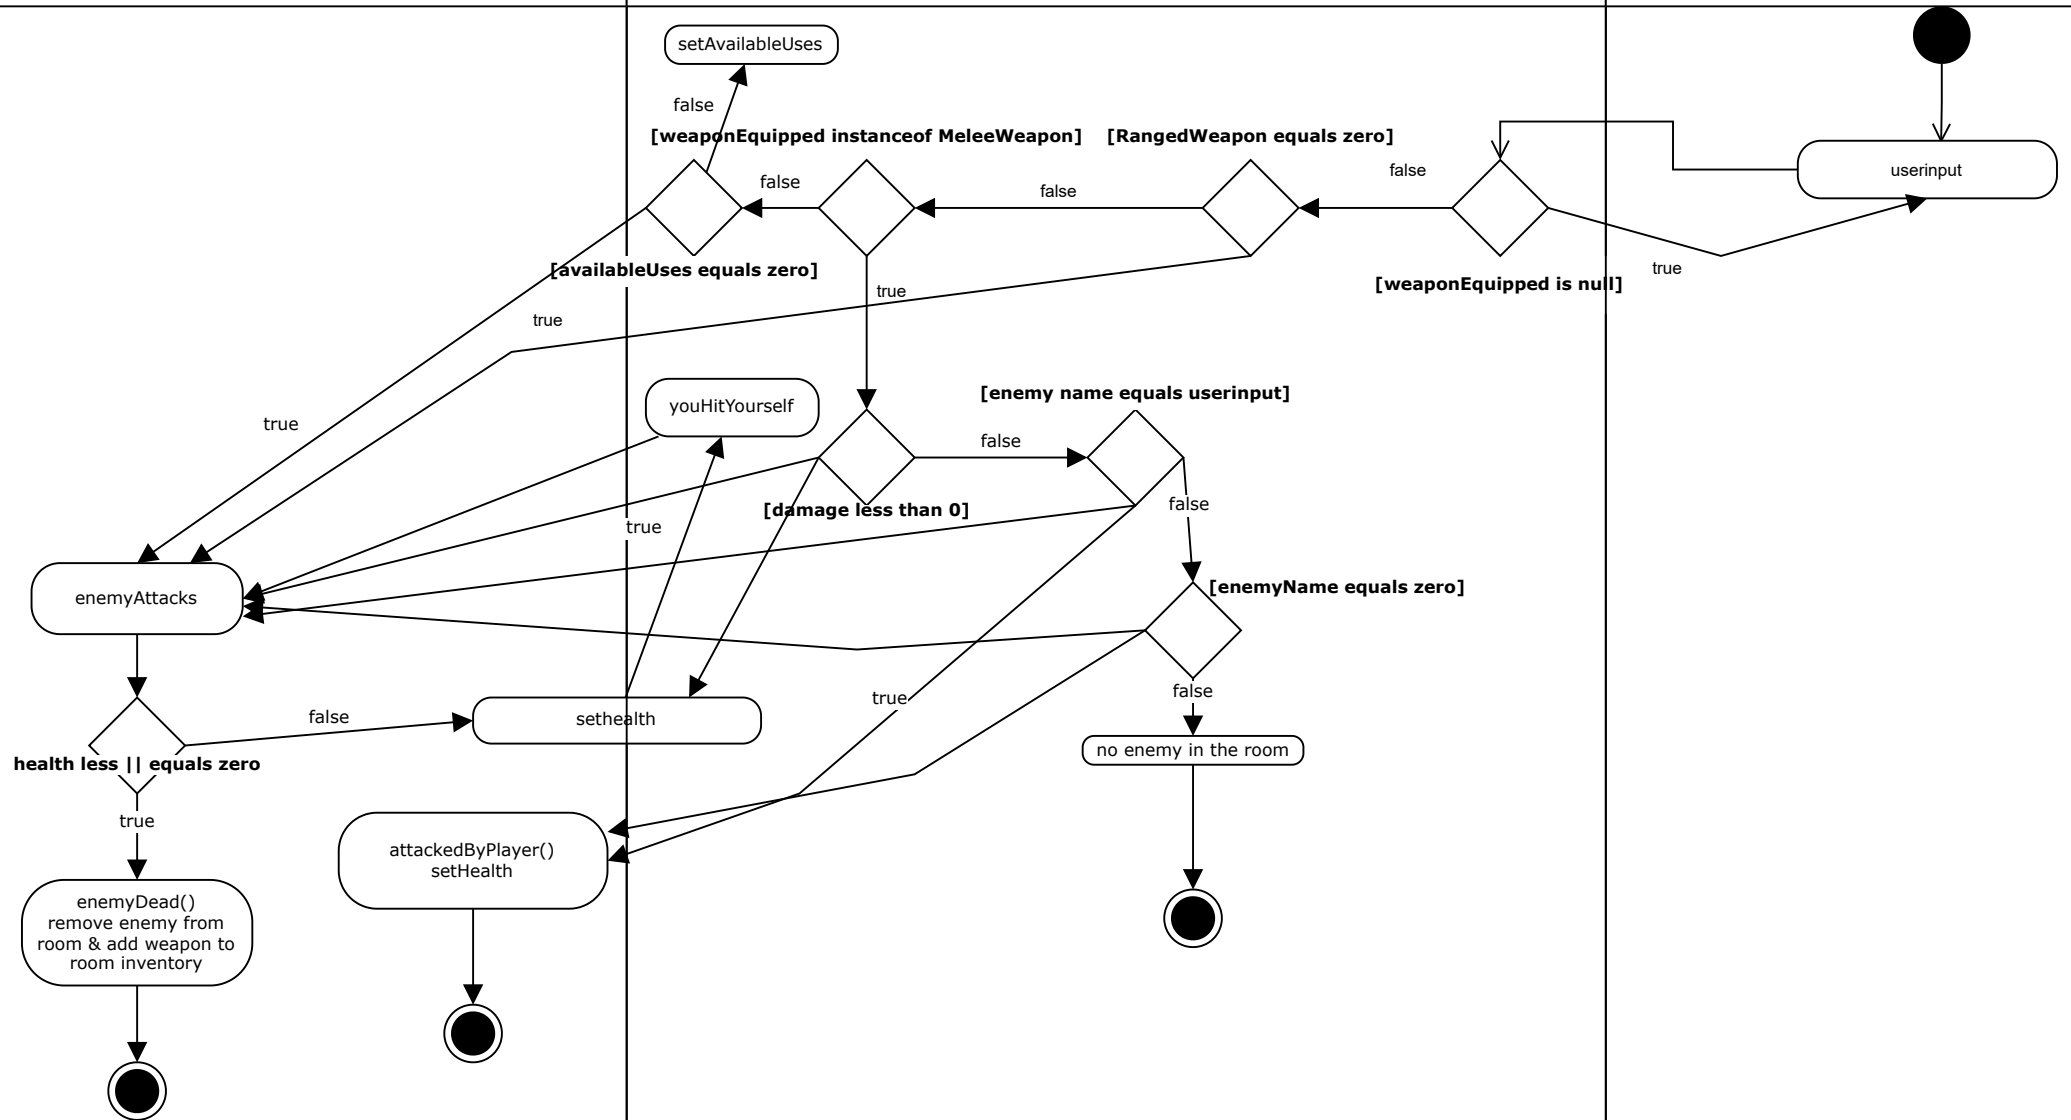 setAvailableUses
false
[weaponEquipped instanceof MeleeWeapon]
[RangedWeapon equals zero]
false
false
false
userinput
[availableUses equals zero]
true
[weaponEquipped is null]
true
true
true
youHitYourself
[enemy name equals userinput]
false
[damage less than 0]
false
true
enemyAttacks
[enemyName equals zero]
false
sethealth
true
false
no enemy in the room
health less || equals zero
true
attackedByPlayer()
setHealth
enemyDead()
remove enemy from
room & add weapon to
room inventory